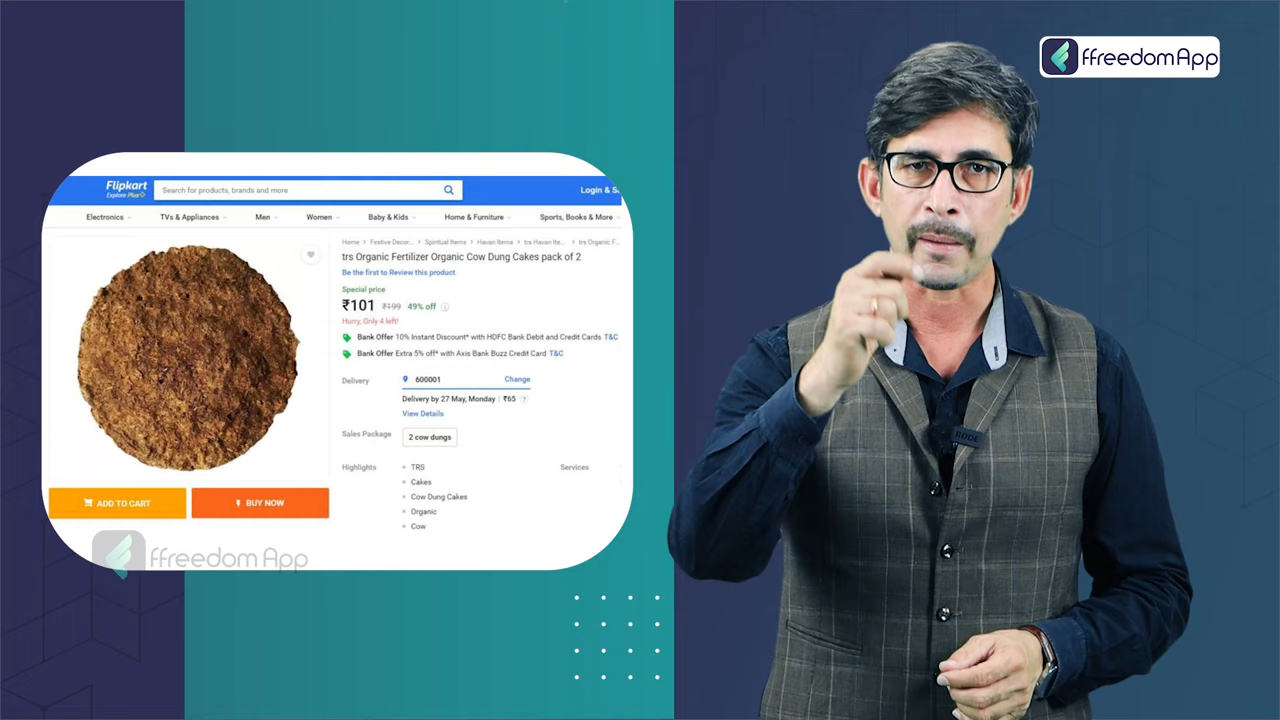 ffreedom App
Flipkart
Explore Plus
Search for products, brands and more
Login & S
Electronics
TVs & Appliances
Men
Women
Baby & Kids
Home & Furniture
Sports, Books & More
Home > Festive Decor... > Spiritual Items > Havan Items > trs Havan Ite... > trs Organic F...
trs Organic Fertilizer Organic Cow Dung Cakes pack of 2
Be the first to Review this product
Special price
₹101 ₹199 49% off
Hurry, Only 4 left!
Bank Offer 10% Instant Discount* with HDFC Bank Debit and Credit Cards T&C
Bank Offer Extra 5% off* with Axis Bank Buzz Credit Card T&C
Delivery 600001 Change
Delivery by 27 May, Monday | ₹65 ?
View Details
Sales Package 2 cow dungs
Highlights TRS Services
Cakes
Cow Dung Cakes
Organic
Cow
ADD TO CART
BUY NOW
ffreedom App
RODE